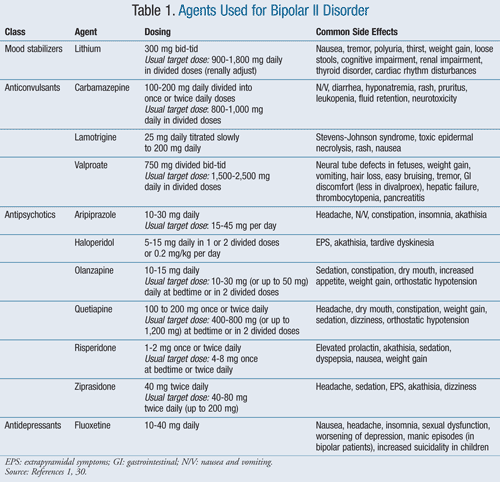 Table 1. Agents Used for Bipolar II Disorder
Class Agent Dosing Common Side Effects
Mood stabilizers Lithium 300 mg bid-tid Nausea, tremor, polyuria, thirst, weight gain, loose
Usual target dose: 900-1,800 mg daily stools, cognitive impairment, renal impairment,
in divided doses (renally adjust) thyroid disorder, cardiac rhythm disturbances
Anticonvulsants Carbamazepine 100-200 mg daily divided into N/V, diarrhea, hyponatremia, rash, pruritus,
once or twice daily doses leukopenia, fluid retention, neurotoxicity
Usual target dose: 800-1,000 mg
daily in divided doses
Lamotrigine 25 mg daily titrated slowly Stevens-Johnson syndrome, toxic epidermal
to 200 mg daily necrolysis, rash, nausea
Valproate 750 mg divided bid-tid Neural tube defects in fetuses, weight gain,
Usual target dose: 1,500-2,500 mg vomiting, hair loss, easy bruising, tremor, GI
daily in divided doses discomfort (less in divalproex), hepatic failure,
thrombocytopenia, pancreatitis
Antipsychotics Aripiprazole 10-30 mg daily Headache, N/V, constipation, insomnia, akathisia
Usual target dose: 15-45 mg per day
Haloperidol 5-15 mg daily in 1 or 2 divided doses EPS, akathisia, tardive dyskinesia
or 0.2 mg/kg per day
Olanzapine 10-15 mg daily Sedation, constipation, dry mouth, increased
Usual target dose: 10-30 mg (or up to 50 mg) appetite, weight gain, orthostatic hypotension
daily at bedtime or in 2 divided doses
Quetiapine 100 to 200 mg once or twice daily Headache, dry mouth, constipation, weight gain,
Usual target dose: 400-800 mg (or up to sedation, dizziness, orthostatic hypotension
1,200 mg) at bedtime or in 2 divided doses
Risperidone 1-2 mg once or twice daily Elevated prolactin, akathisia, sedation,
Usual target dose: 4-8 mg once dyspepsia, nausea, weight gain
at bedtime or twice daily
Ziprasidone 40 mg twice daily Headache, sedation, EPS, akathisia, dizziness
Usual target dose: 40-80 mg
twice daily (up to 200 mg)
Antidepressants Fluoxetine 10-40 mg daily Nausea, headache, insomnia, sexual dysfunction,
worsening of depression, manic episodes (in
bipolar patients), increased suicidality in children
EPS: extrapyramidal symptoms; GI: gastrointestinal; N/V: nausea and vomiting.
Source: References 1, 30.